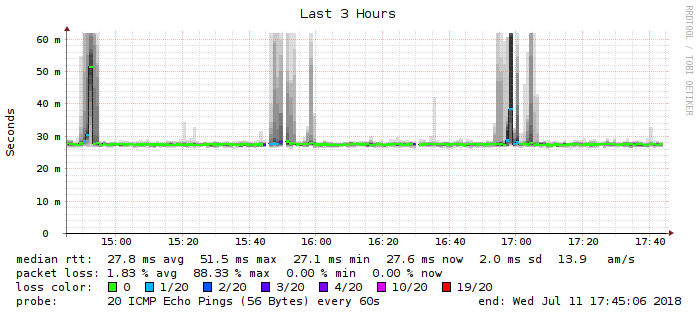 Last 3 Hours
RRDTOOL / TOBI OETIKER
Seconds
60 m
50 m
40 m
30 m
20 m
10 m
0
15:00 15:20 15:40 16:00 16:20 16:40 17:00 17:20 17:40
median rtt: 27.8 ms avg 51.5 ms max 27.1 ms min 27.6 ms now 2.0 ms sd 13.9 am/s
packet loss: 1.83 % avg 88.33 % max 0.00 % min 0.00 % now
loss color: 0 1/20 2/20 3/20 4/20 10/20 19/20
probe: 20 ICMP Echo Pings (56 Bytes) every 60s end: Wed Jul 11 17:45:06 2018